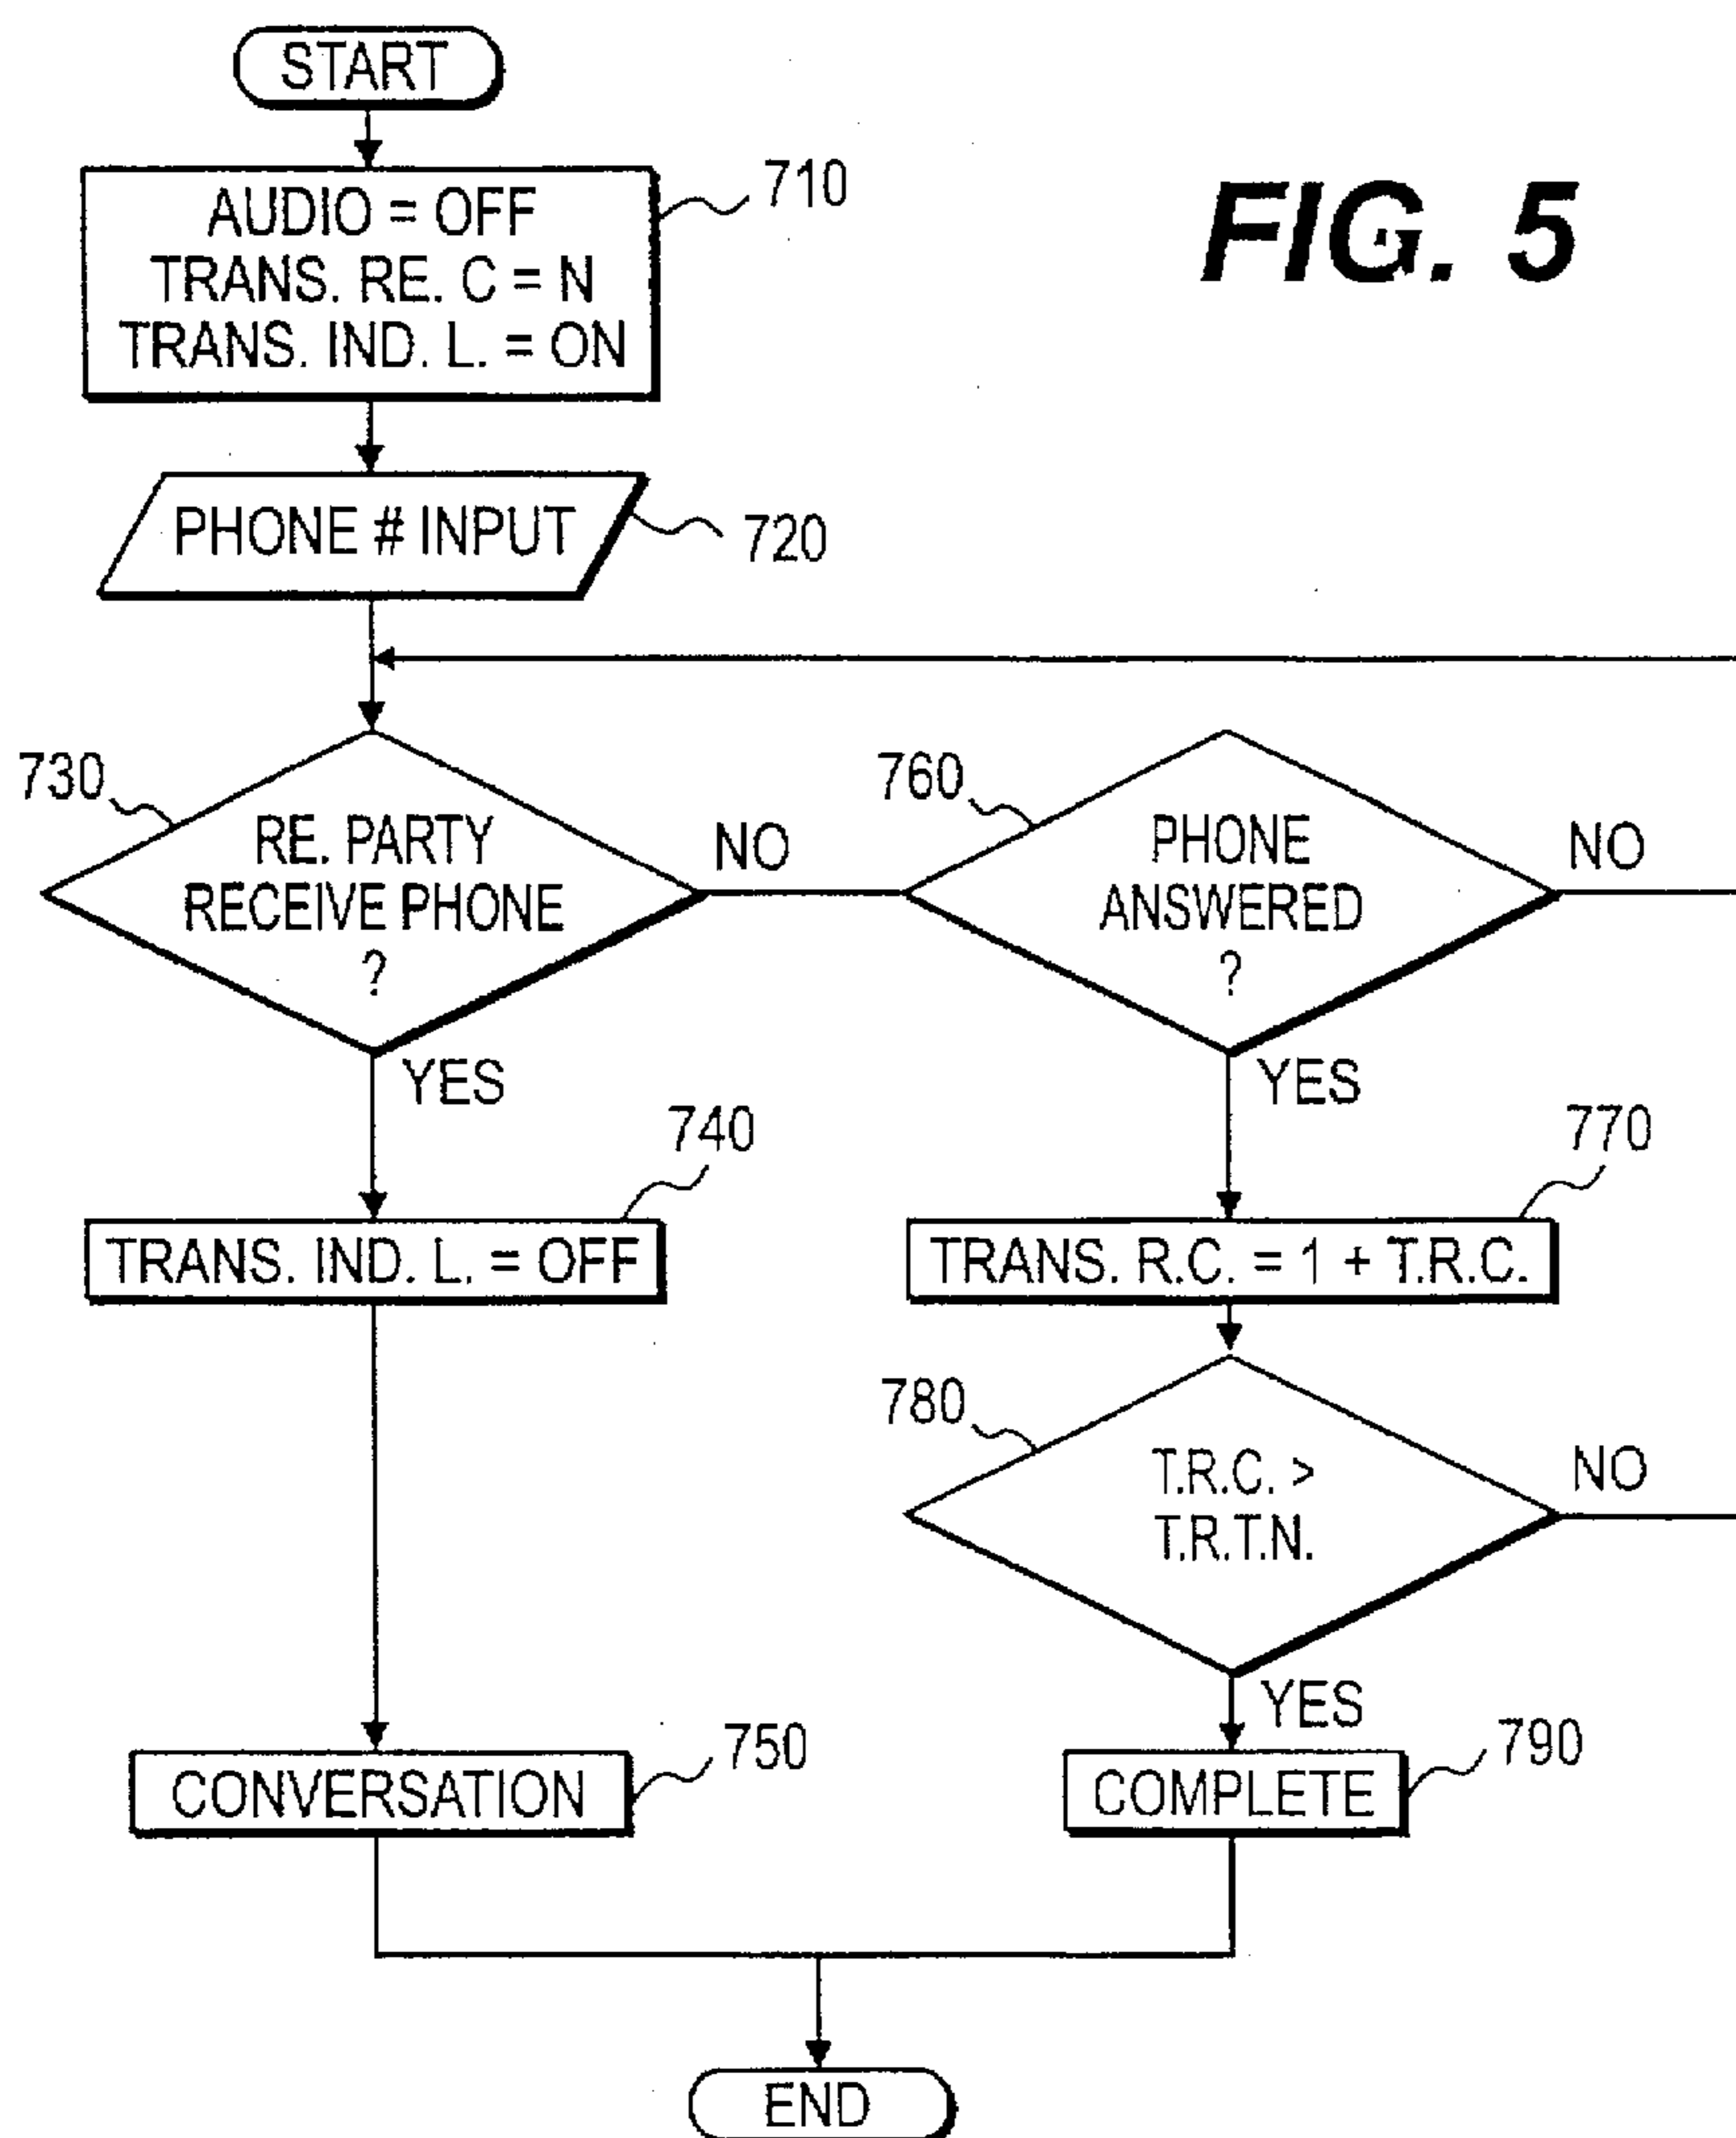 START
FIG. 5
710
AUDIO = OFF
TRANS. RE. C = N
TRANS. IND. L. = ON
PHONE # INPUT
720
730
RE. PARTY
RECEIVE PHONE
?
NO
YES
760
PHONE
ANSWERED
?
NO
YES
740
TRANS. IND. L. = OFF
770
TRANS. R.C. = 1 + T.R.C.
780
T.R.C. >
T.R.T.N.
NO
YES
CONVERSATION
750
COMPLETE
790
END